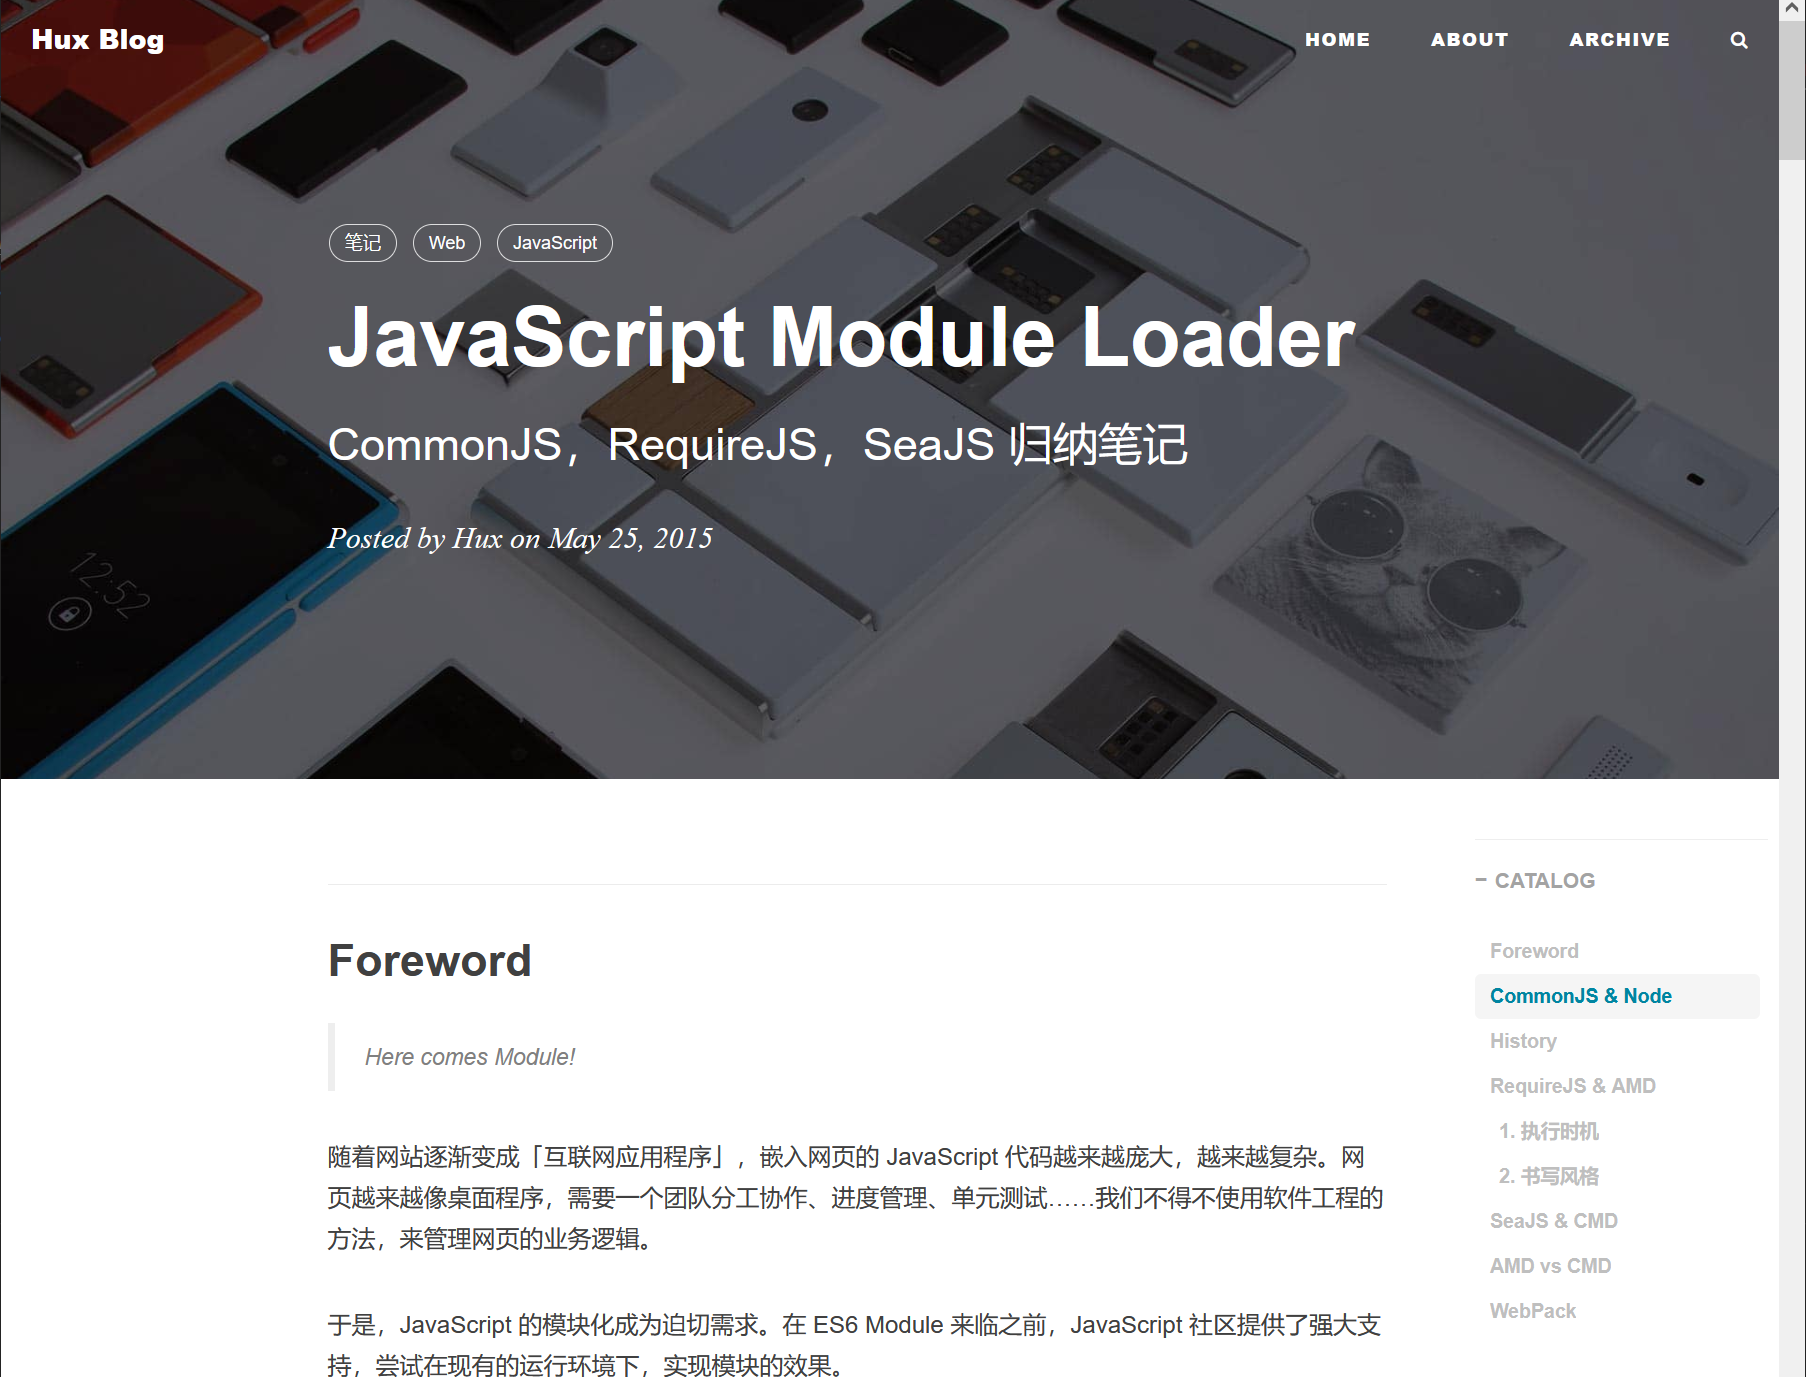 Hux Blog
HOME
ABOUT
ARCHIVE
笔记
Web
JavaScript
JavaScript Module Loader
CommonJS，RequireJS，SeaJS 归纳笔记
Posted by Hux on May 25, 2015
12:52
CATALOG
Foreword
CommonJS & Node
History
RequireJS & AMD
1. 执行时机
2. 书写风格
SeaJS & CMD
AMD vs CMD
WebPack
Foreword
Here comes Module!
随着网站逐渐变成「互联网应用程序」，嵌入网页的 JavaScript 代码越来越庞大，越来越复杂。网
页越来越像桌面程序，需要一个团队分工协作、进度管理、单元测试……我们不得不使用软件工程的
方法，来管理网页的业务逻辑。
于是，JavaScript 的模块化成为迫切需求。在 ES6 Module 来临之前，JavaScript 社区提供了强大支
持，尝试在现有的运行环境下，实现模块的效果。